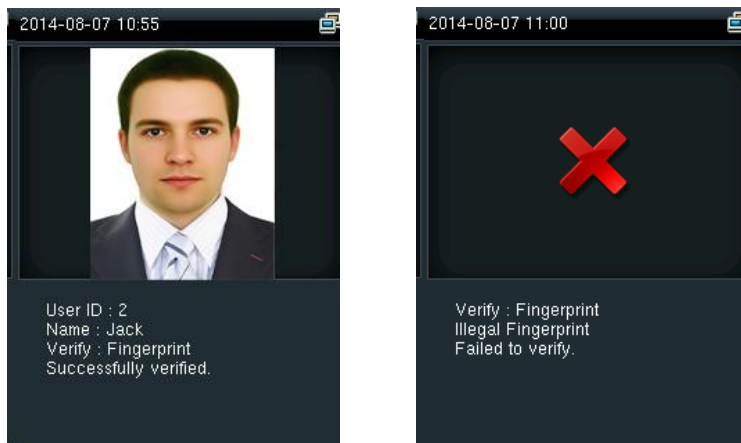 2014-08-07 10:55
User ID : 2
Name : Jack
Verify : Fingerprint
Successfully verified.
2014-08-07 11:00
Verify : Fingerprint
Illegal Fingerprint
Failed to verify.